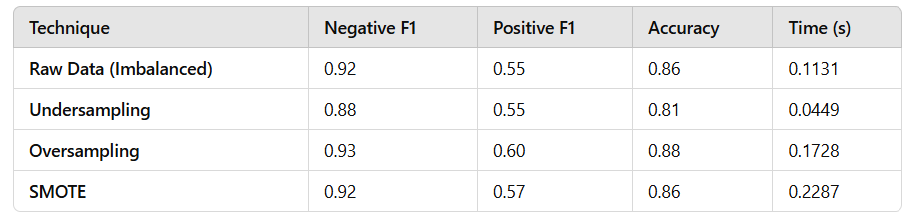 Technique Negative F1 Positive F1 Accuracy Time (s)
Raw Data (Imbalanced) 0.92 0.55 0.86 0.1131
Undersampling 0.88 0.55 0.81 0.0449
Oversampling 0.93 0.60 0.88 0.1728
SMOTE 0.92 0.57 0.86 0.2287